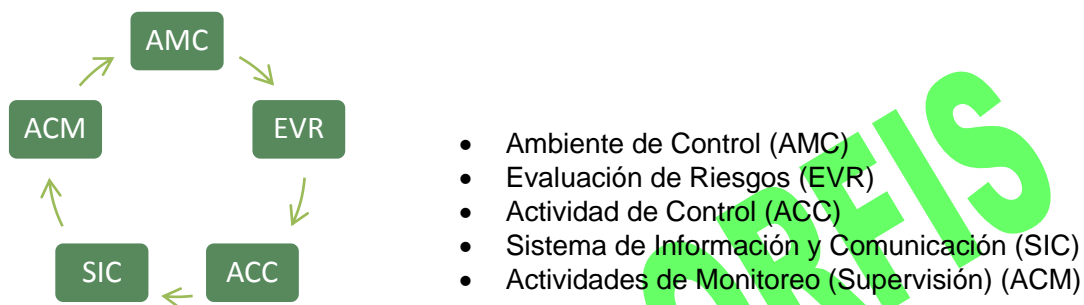 AMC
ACM
EVR
SIC
ACC
• Ambiente de Control (AMC)
• Evaluación de Riesgos (EVR)
• Actividad de Control (ACC)
• Sistema de Información y Comunicación (SIC)
• Actividades de Monitoreo (Supervisión) (ACM)
ORFIS